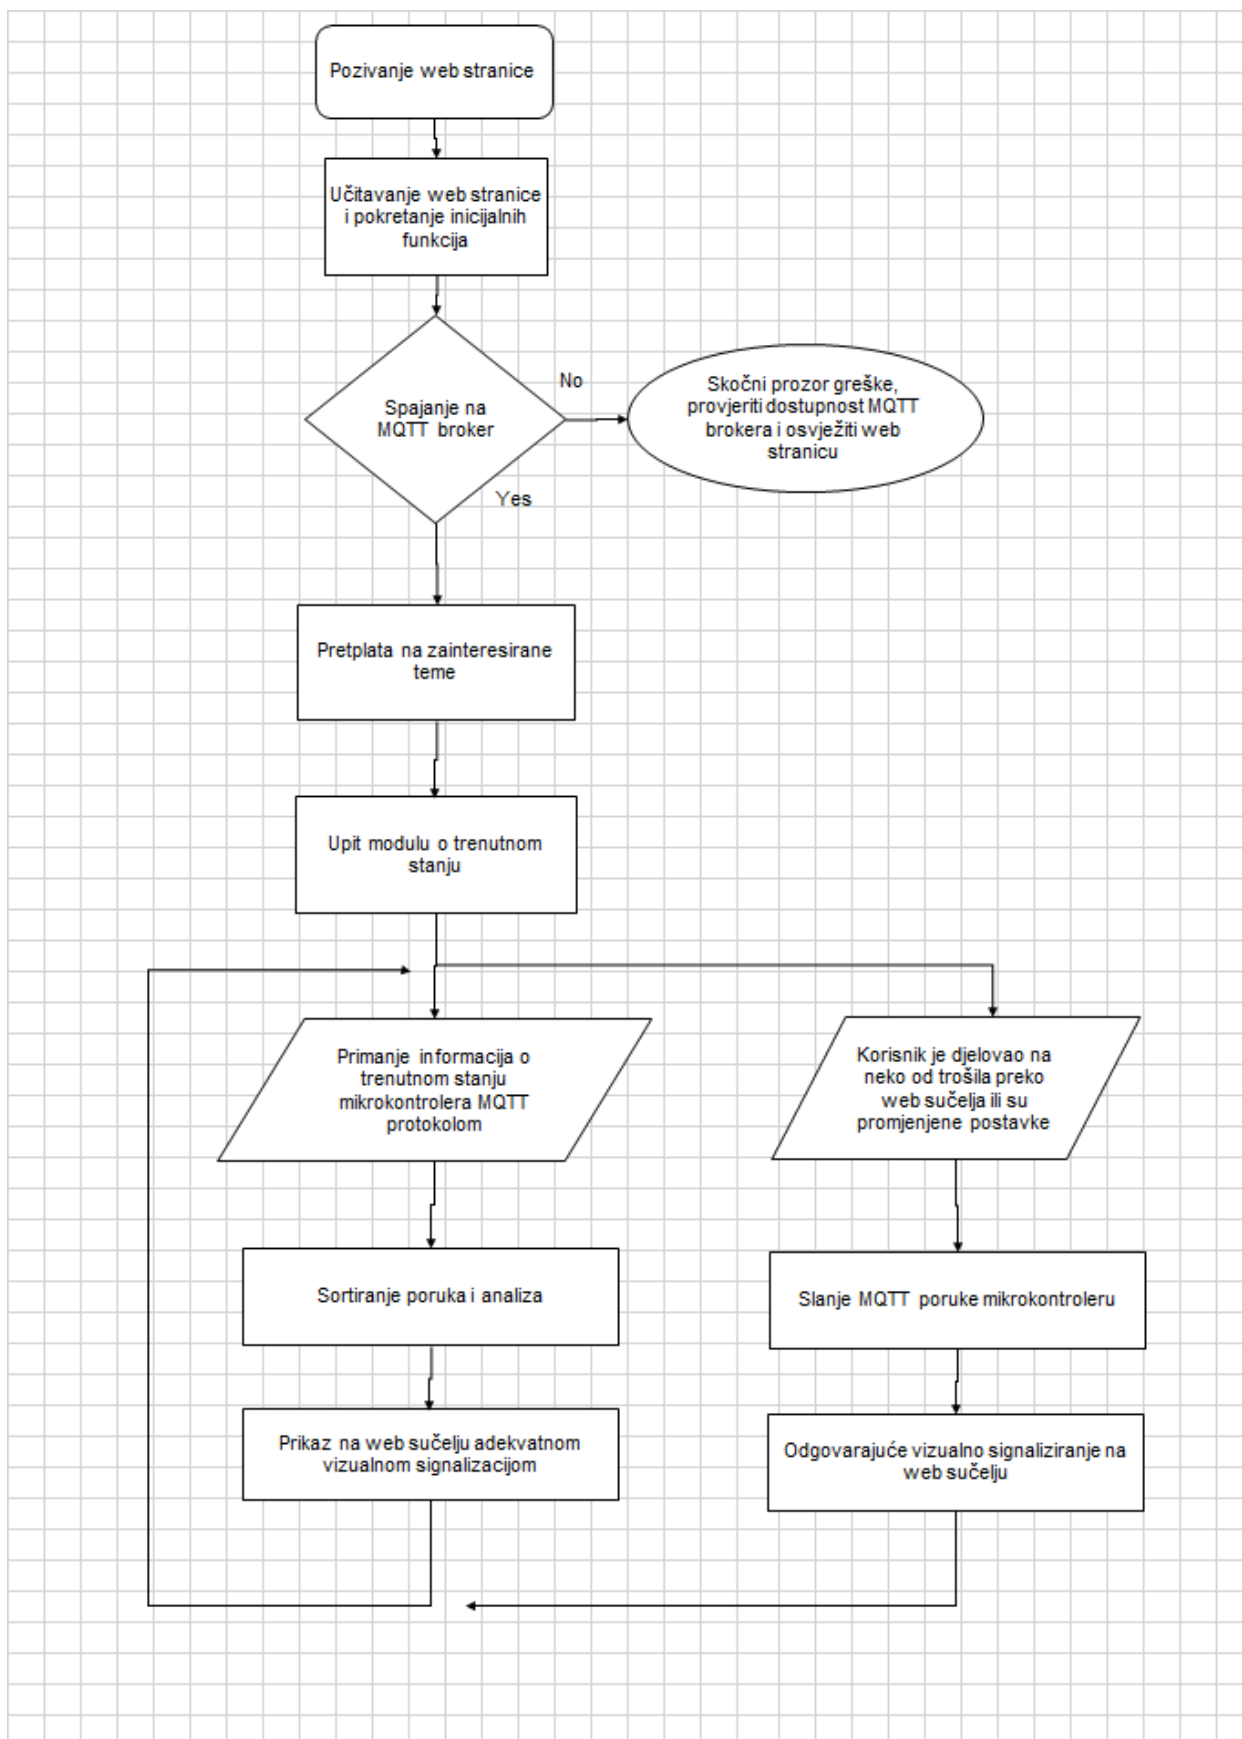 Pozivanje web stranice
Učitavanje web stranice
i pokretanje inicijalnih
funkcija
Spajanje na
MQTT broker
No
Skočni prozor greške,
provjeriti dostupnost MQTT
brokera i osvježiti web
stranicu
Yes
Pretplata na zainteresirane
teme
Upit modulu o trenutnom
stanju
Primanje informacija o
trenutnom stanju
mikrokontrolera MQTT
protokolom
Korisnik je djelovao na
neko od trošila preko
web sučelja ili su
promjenjene postavke
Sortiranje poruka i analiza
Slanje MQTT poruke mikrokontroleru
Prikaz na web sučelju adekvatnom
vizualnom signalizacijom
Odgovarajuće vizualno signaliziranje na
web sučelju